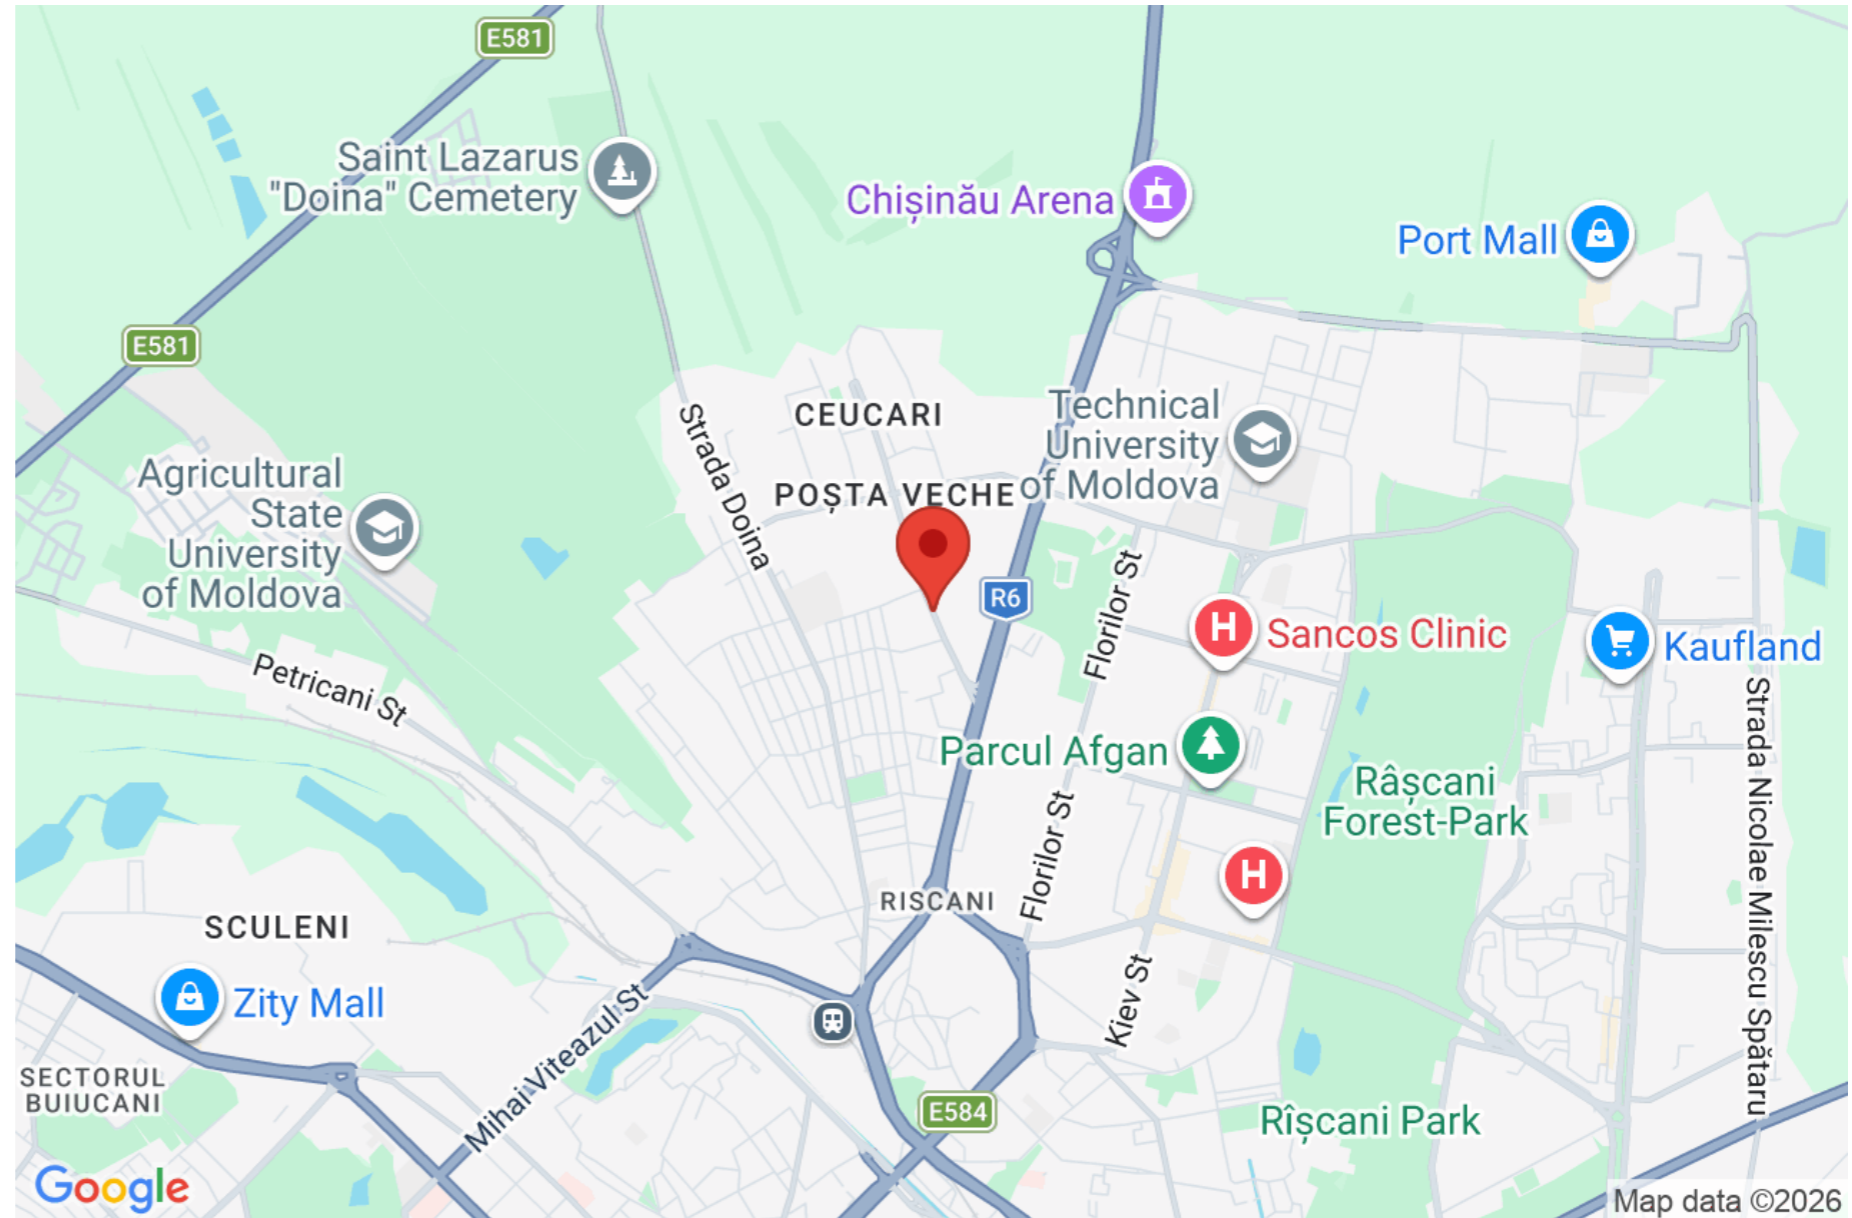 E581
Saint Lazarus
"Doina" Cemetery
Chișinău Arena
Port Mall
E581
CEUCARI
Strada Doina
Technical
University
of Moldova
POȘTA VECHE
Agricultural
State
University
of Moldova
R6
Florilor St
H
Sancos Clinic
Kaufland
Petricani St
Strada Nicolae Milescu Spătaru
Parcul Afgan
Râșcani
Forest-Park
Florilor St
H
RISCANI
SCULENI
Zity Mall
Kiev St
Mihai Viteazul St
SECTORUL
BUIUCANI
E584
Rîșcani Park
Google
Map data ©2026